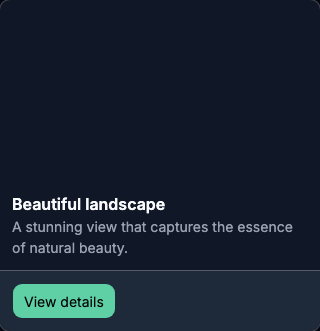 Beautiful landscape
A stunning view that captures the essence
of natural beauty.
View details